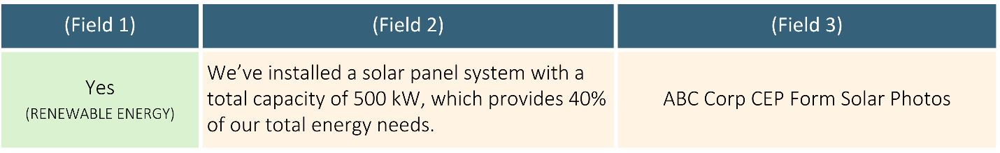 (Field 1)
(Field 2)
(Field 3)
Yes
(RENEWABLE ENERGY)
We’ve installed a solar panel system with a
total capacity of 500 kW, which provides 40%
of our total energy needs.
ABC Corp CEP Form Solar Photos